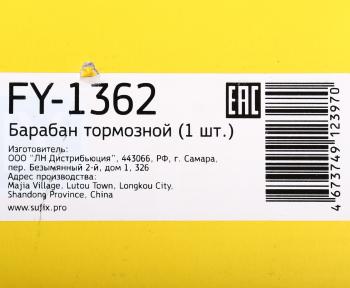 FY-1362
EAC
Барабан тормозной (1 шт.)
Изготовитель:
ООО "ЛН Дистрибьюция", 443066, РФ, г. Самара,
пер. Безымянный 2-й, дом 1, 326
Адрес производства:
Majia Village, Lutou Town, Longkou City,
Shandong Province, China
www.sufix.pro
4673749123970